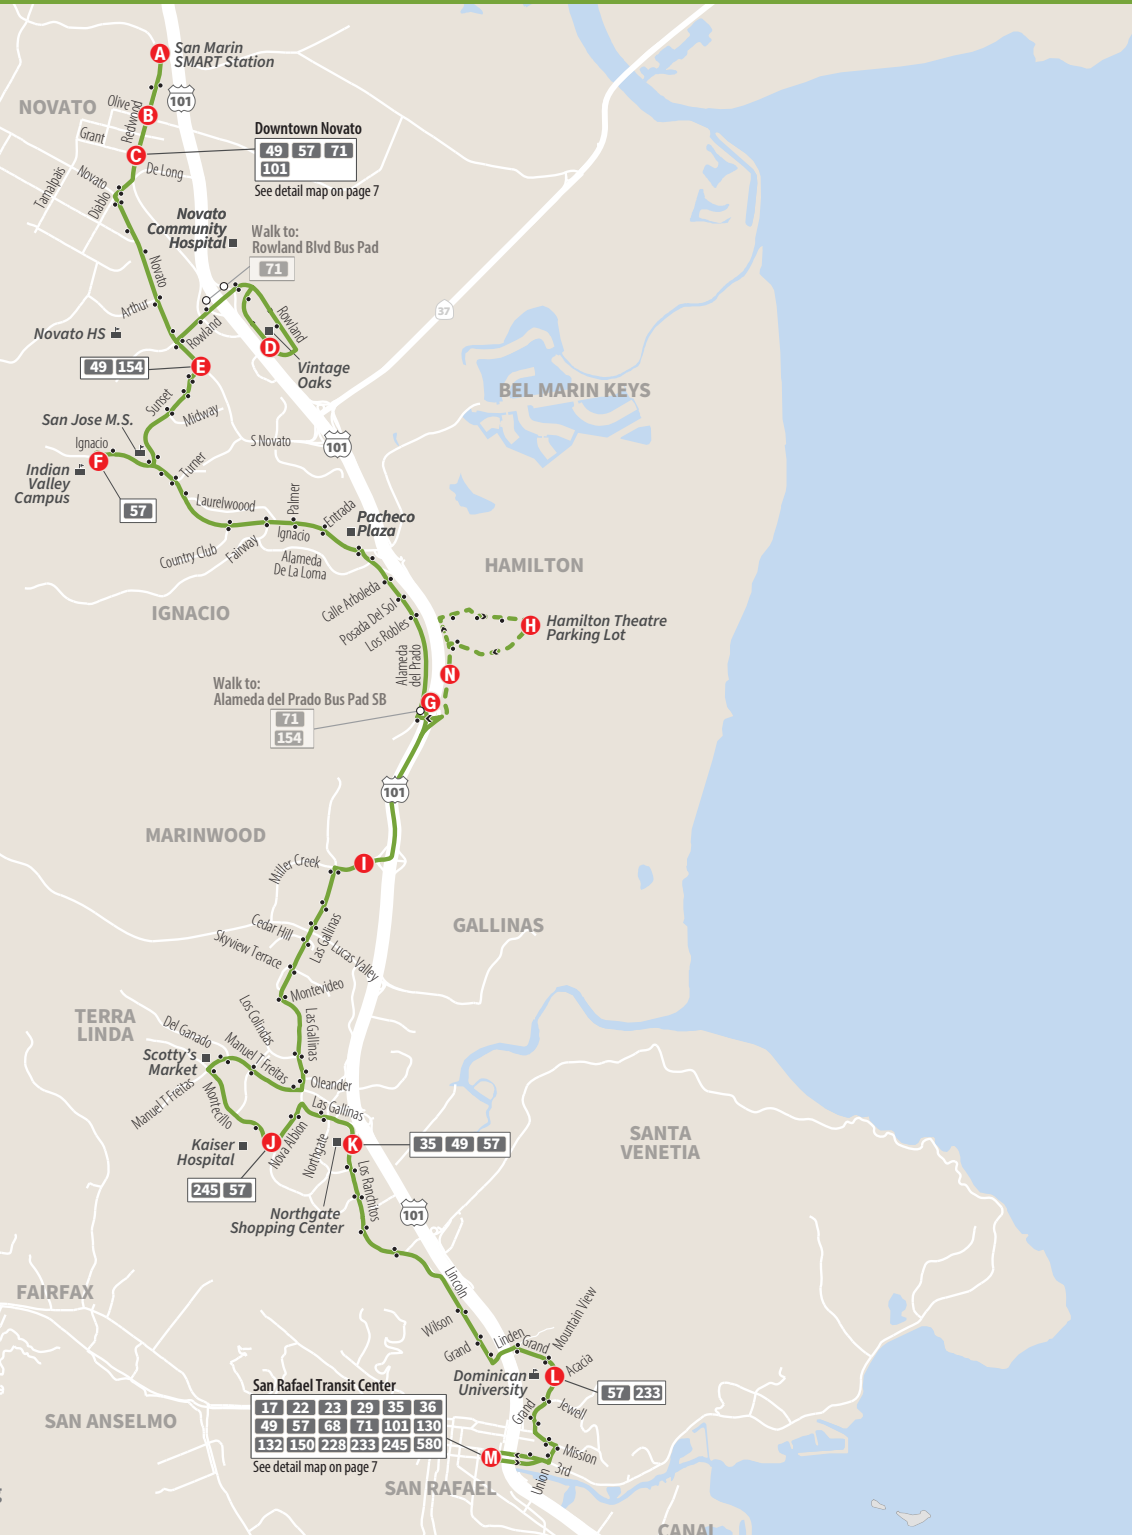 A
San Marin
SMART Station
101
NOVATO
Olive
B
Redwood
Grant
C
De Long
Downtown Novato
49 57 71
101
See detail map on page 7
Tamalpais
Novato
Diablo
Novato
Community
Hospital
Walk to:
Rowland Blvd Bus Pad
71
Novato
Arthur
Rowland
Rowland
37
Novato HS
D
49 154
E
Vintage
Oaks
BEL MARIN KEYS
Sunset
Midway
San Jose M.S.
Ignacio
S Novato
101
F
Indian
Valley
Campus
Turner
57
Laurelwoood
Palmer
Entrada
Pacheco
Plaza
Ignacio
Country Club
Fairway
Alameda
De La Loma
HAMILTON
Calle Arboleda
Posada Del Sol
Los Robles
IGNACIO
H
Hamilton Theatre
Parking Lot
Alameda
del Prado
N
Walk to:
Alameda del Prado Bus Pad SB
G
71
154
101
MARINWOOD
I
Miller Creek
Cedar Hill
Las Gallinas
GALLINAS
Skyview Terrace
Lucas Valley
Montevideo
Los Colindas
Las Gallinas
TERRA
LINDA
Del Ganado
Manuel T Freitas
Scotty's
Market
Manuel T Freitas
Oleander
Montecillo
Las Gallinas
Kaiser
Hospital
J
Nova Albion
Northgate
K
35 49 57
SANTA
VENETIA
245 57
Los Ranchitos
Northgate
Shopping Center
101
FAIRFAX
Lincoln
Wilson
Grand
Linden
Grand
Mountain View
Dominican
University
L
Acacia
57 233
San Rafael Transit Center
17 22 23 29 35 36
49 57 68 71 101 130
132 150 228 233 245 580
See detail map on page 7
SAN ANSELMO
Grand
Jewell
M
Mission
3rd
Union
SAN RAFAEL
CANAL